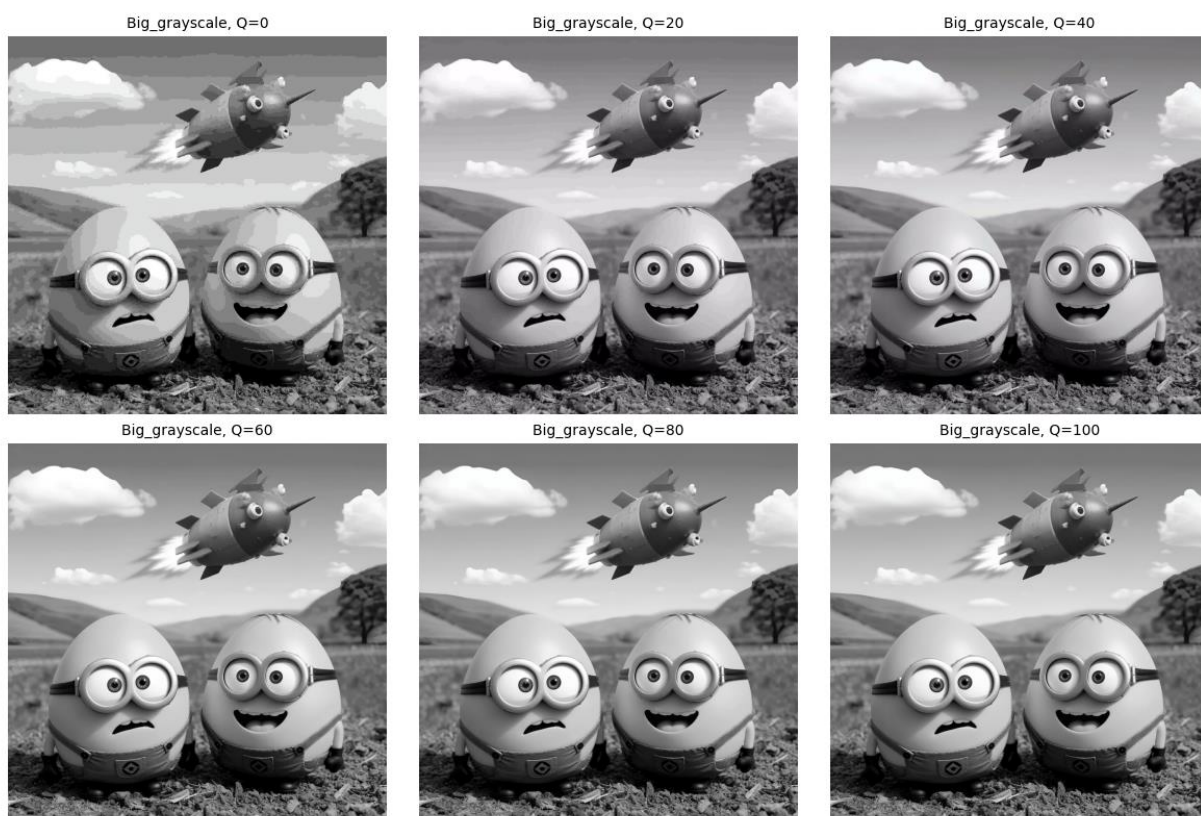 Big_grayscale, Q=0
Big_grayscale, Q=20
Big_grayscale, Q=40
Big_grayscale, Q=60
Big_grayscale, Q=80
Big_grayscale, Q=100